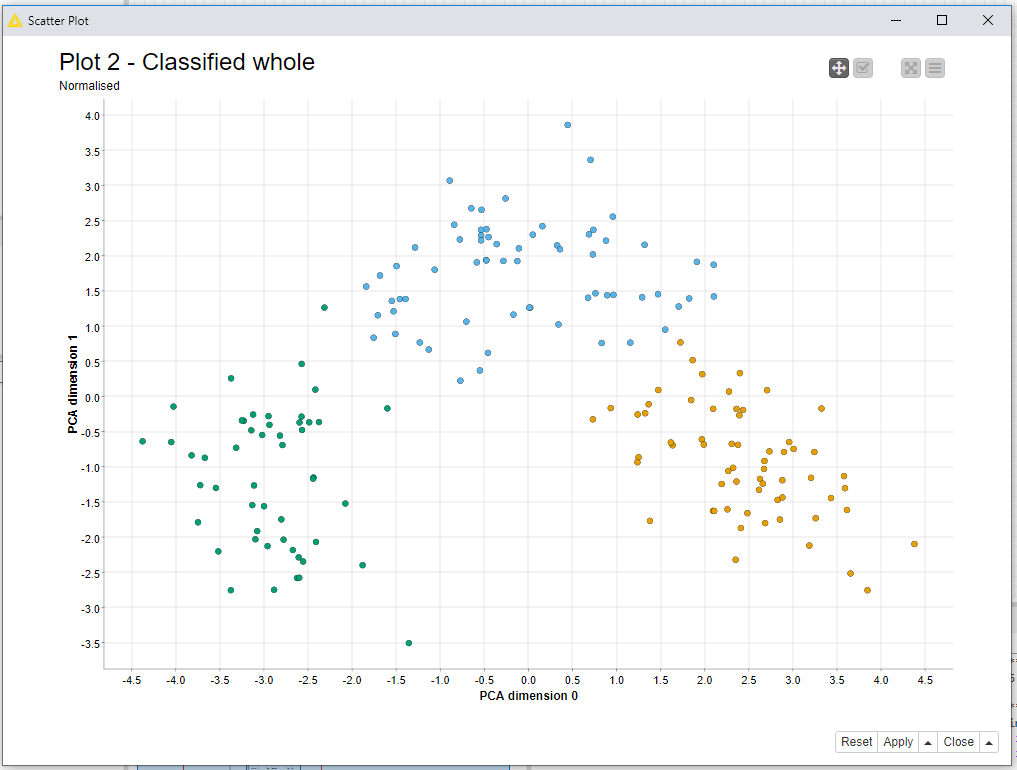 Scatter Plot
Plot 2 - Classified whole
Normalised
4.0
3.5
3.0
2.5
2.0
1.5
1.0
0.5
0.0
-0.5
-1.0
-1.5
-2.0
-2.5
-3.0
-3.5
PCA dimension 1
-4.5 -4.0 -3.5 -3.0 -2.5 -2.0 -1.5 -1.0 -0.5 0.0 0.5 1.0 1.5 2.0 2.5 3.0 3.5 4.0 4.5
PCA dimension 0
Reset Apply Close